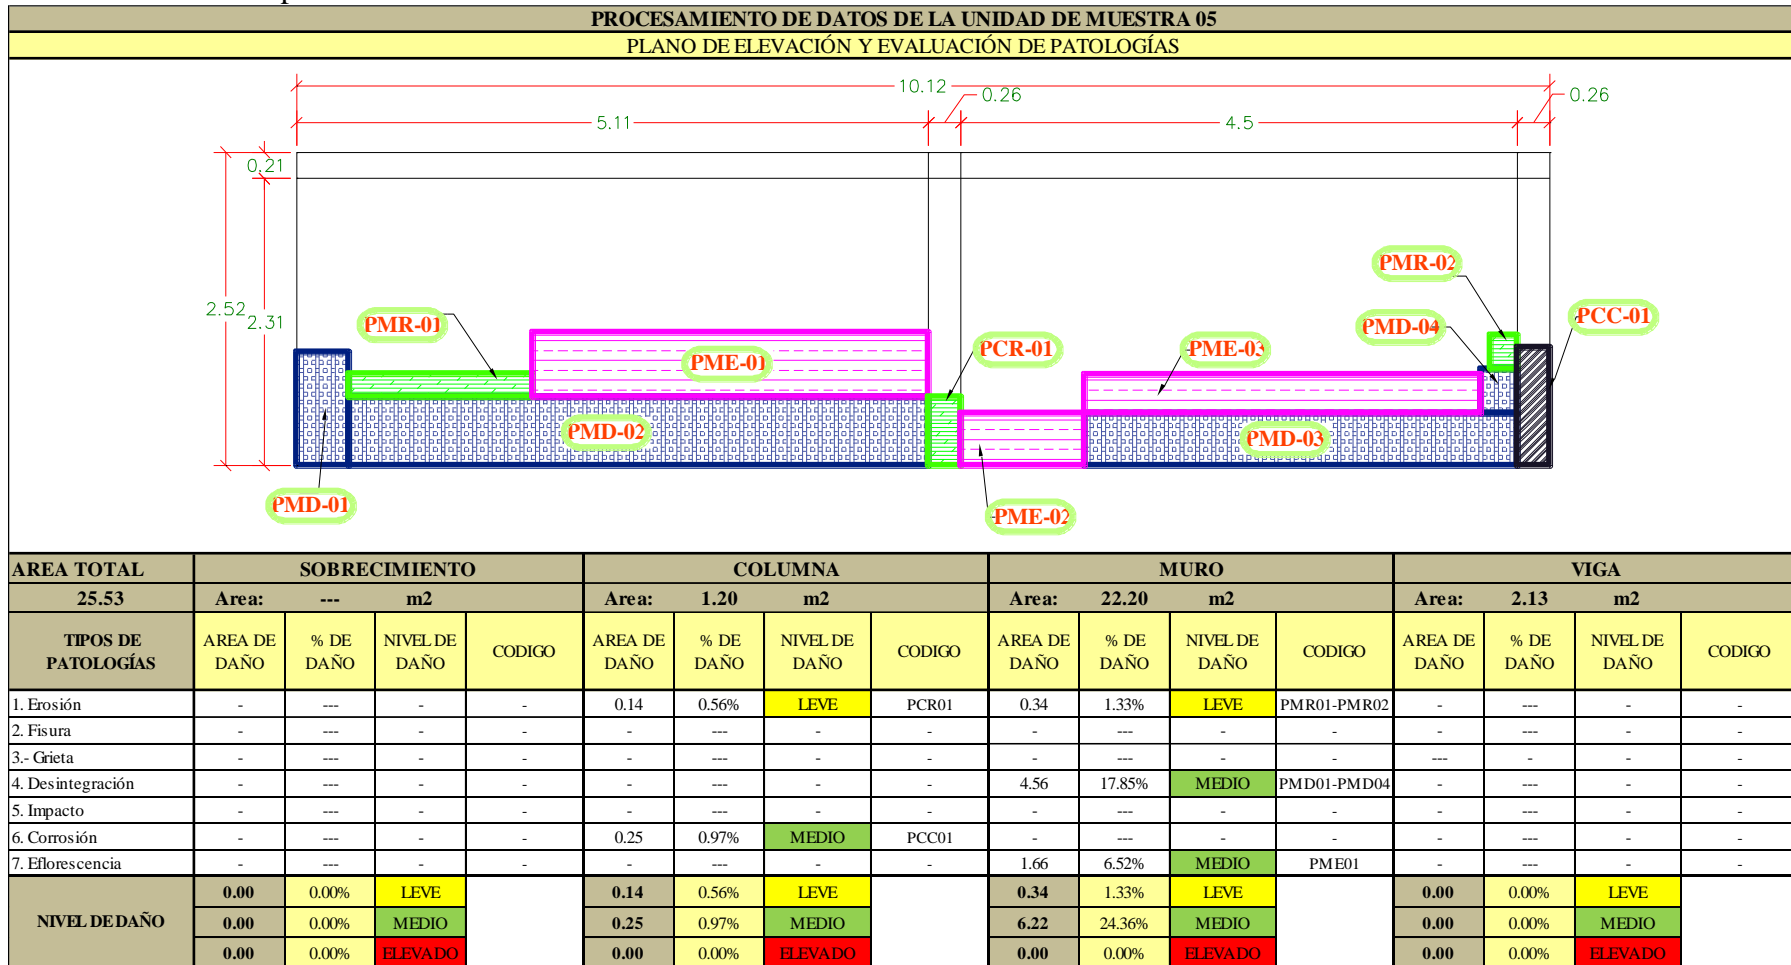 PROCESAMIENTO DE DATOS DE LA UNIDAD DE MUESTRA 05
PLANO DE ELEVACIÓN Y EVALUACIÓN DE PATOLOGÍAS
10.12
0.26
0.26
5.11
4.5
0.21
2.52
2.31
PMR-02
PMR-01
PMD-04
PCC-01
PCR-01
PME-03
PME-01
PMD-02
PMD-03
PMD-01
PME-02
AREA TOTAL SOBRECIMIENTO COLUMNA MURO VIGA
25.53 Area: --- m2 Area: 1.20 m2 Area: 22.20 m2 Area: 2.13 m2
TIPOS DE PATOLOGÍAS AREA DE DAÑO % DE DAÑO NIVEL DE DAÑO CODIGO AREA DE DAÑO % DE DAÑO NIVEL DE DAÑO CODIGO AREA DE DAÑO % DE DAÑO NIVEL DE DAÑO CODIGO AREA DE DAÑO % DE DAÑO NIVEL DE DAÑO CODIGO
1. Erosión - --- - - 0.14 0.56% LEVE PCR01 0.34 1.33% LEVE PMR01-PMR02 - --- - -
2. Fisura - --- - - - --- - - - --- - - - --- - -
3.- Grieta - --- - - - --- - - - --- - - --- - - -
4. Desintegración - --- - - - --- - - 4.56 17.85% MEDIO PMD01-PMD04 - --- - -
5. Impacto - --- - - - --- - - - --- - - - --- - -
6. Corrosión - --- - - 0.25 0.97% MEDIO PCC01 - --- - - - --- - -
7. Eflorescencia - --- - - - --- - - 1.66 6.52% MEDIO PME01 - --- - -
0.00 0.00% LEVE 0.14 0.56% LEVE 0.34 1.33% LEVE 0.00 0.00% LEVE
NIVEL DE DAÑO 0.00 0.00% MEDIO 0.25 0.97% MEDIO 6.22 24.36% MEDIO 0.00 0.00% MEDIO
0.00 0.00% ELEVADO 0.00 0.00% ELEVADO 0.00 0.00% ELEVADO 0.00 0.00% ELEVADO